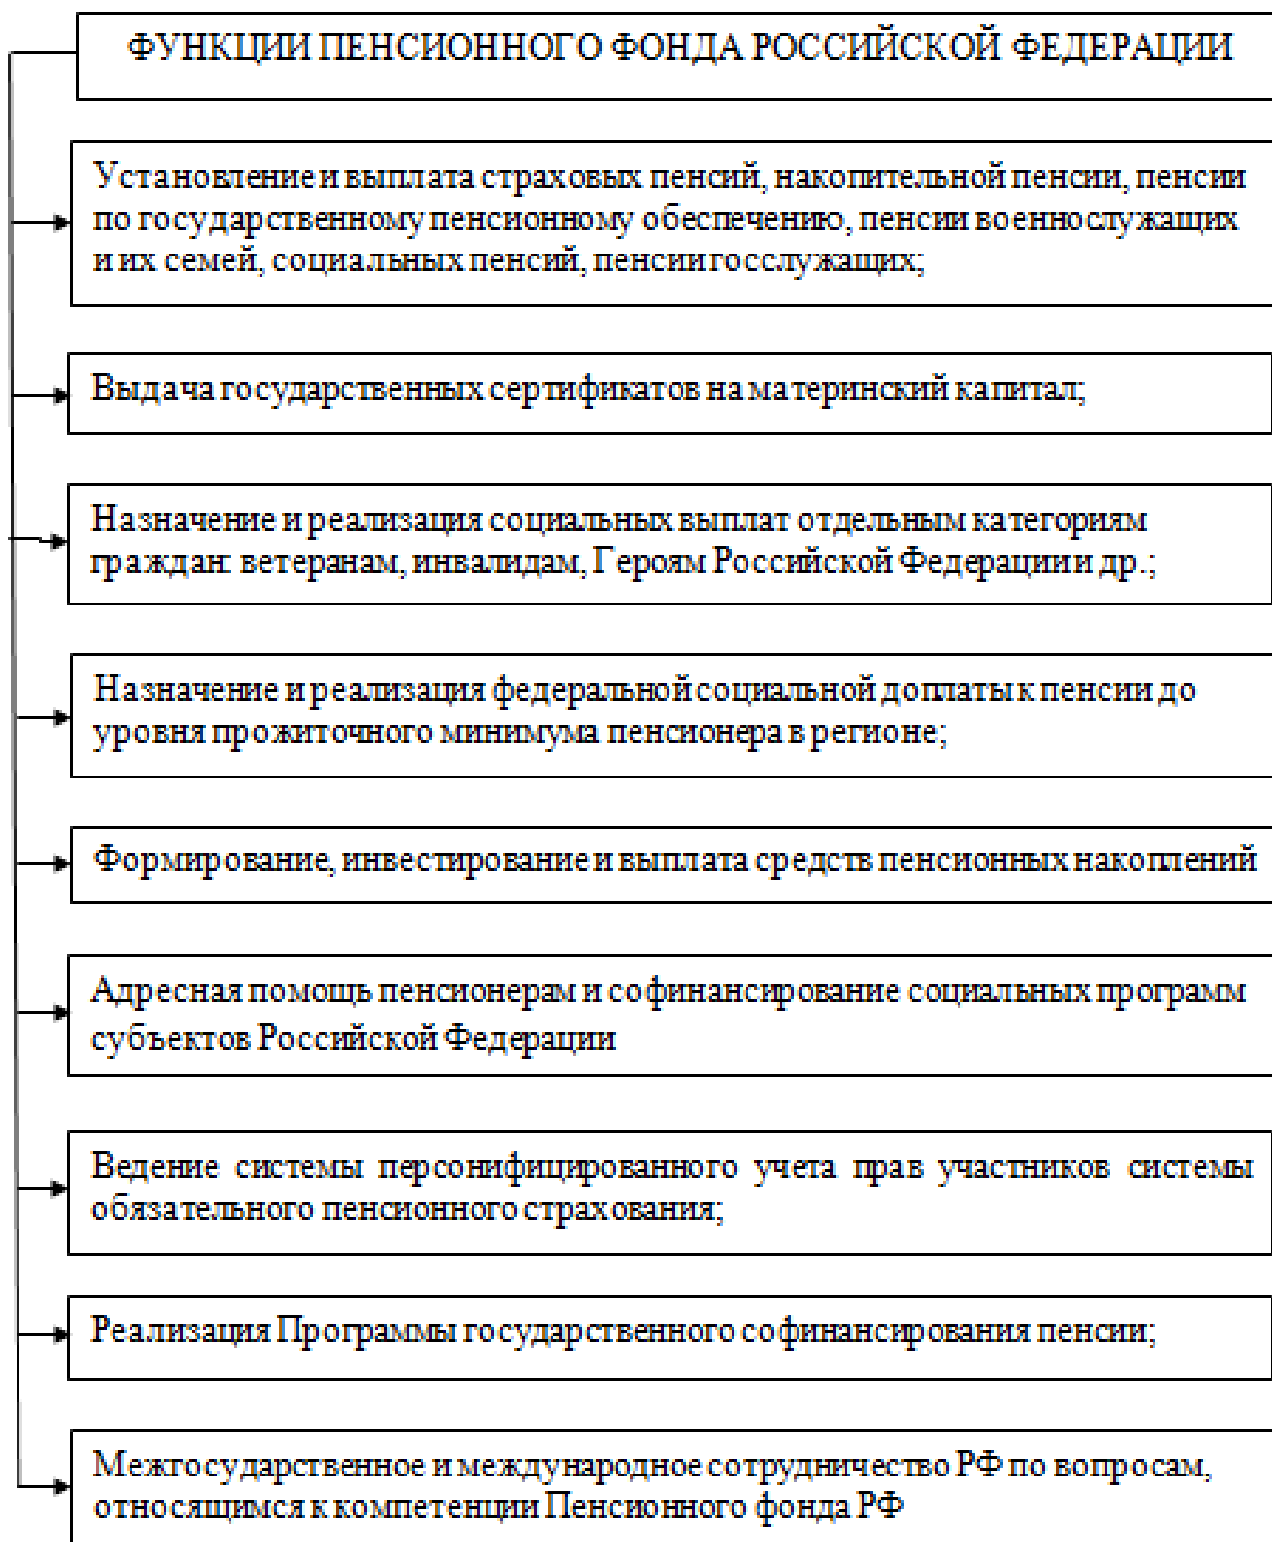 ФУНКЦИИ ПЕНСИОННОГО ФОНДА РОССИЙСКОЙ ФЕДЕРАЦИИ
Установление и выплата страховых пенсий, накопительной пенсии, пенсии
по государственному пенсионному обеспечению, пенсии военнослужащих
и их семей, социальных пенсий, пенсии госслужащих;
Выдача государственных сертификатов на материнский капитал;
Назначение и реализация социальных выплат отдельным категориям
граждан: ветеранам, инвалидам, Героям Российской Федерации и др.;
Назначение и реализация федеральной социальной доплаты к пенсии до
уровня прожиточного минимума пенсионера в регионе;
Формирование, инвестирование и выплата средств пенсионных накоплений
Адресная помощь пенсионерам и софинансирование социальных программ
субъектов Российской Федерации
Ведение системы персонифицированного учета прав участников системы
обязательного пенсионного страхования;
Реализация Программы государственного софинансирования пенсии;
Межгосударственное и международное сотрудничество РФ по вопросам,
относящимся к компетенции Пенсионного фонда РФ